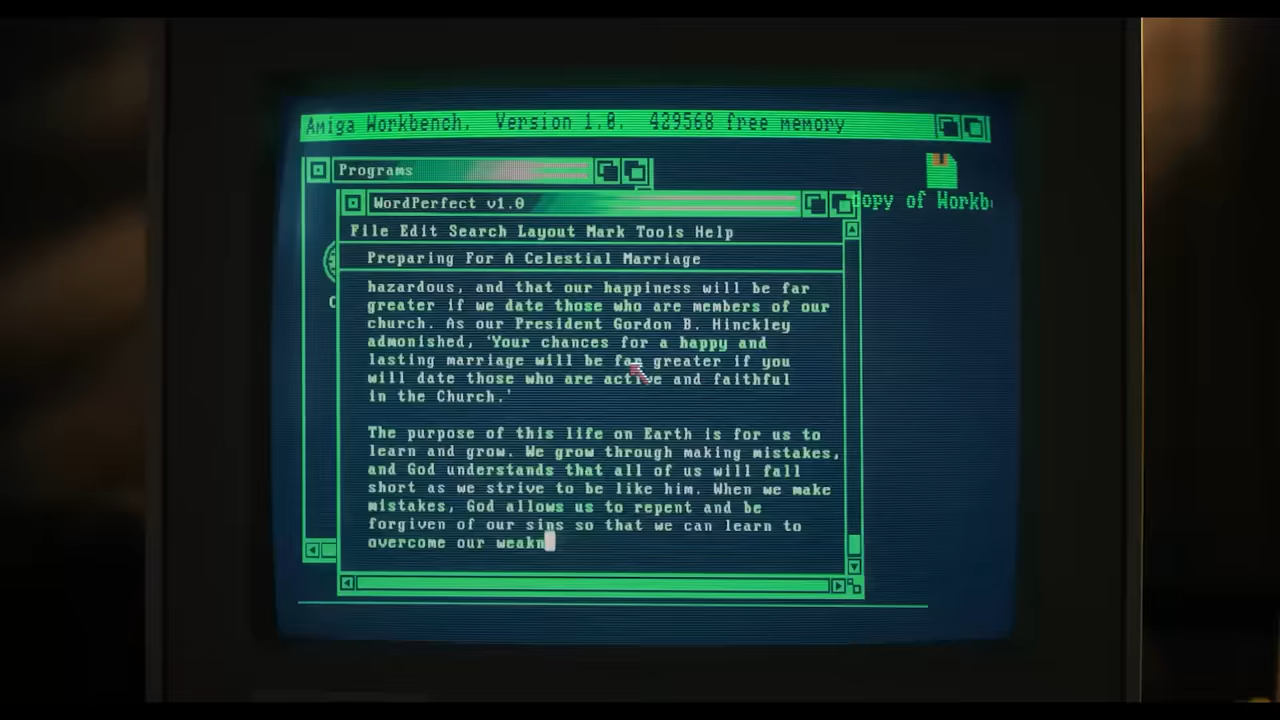 Amiga Workbench. Version 1.0. 429568 free memory
Programs
Copy of Workb
WordPerfect v1.0
File Edit Search Layout Mark Tools Help
Preparing For A Celestial Marriage
hazardous, and that our happiness will be far
greater if we date those who are members of our
church. As our President Gordon B. Hinckley
admonished, 'Your chances for a happy and
lasting marriage will be far greater if you
will date those who are active and faithful
in the Church.'
The purpose of this life on Earth is for us to
learn and grow. We grow through making mistakes,
and God understands that all of us will fall
short as we strive to be like him. When we make
mistakes, God allows us to repent and be
forgiven of our sins so that we can learn to
overcome our weakn